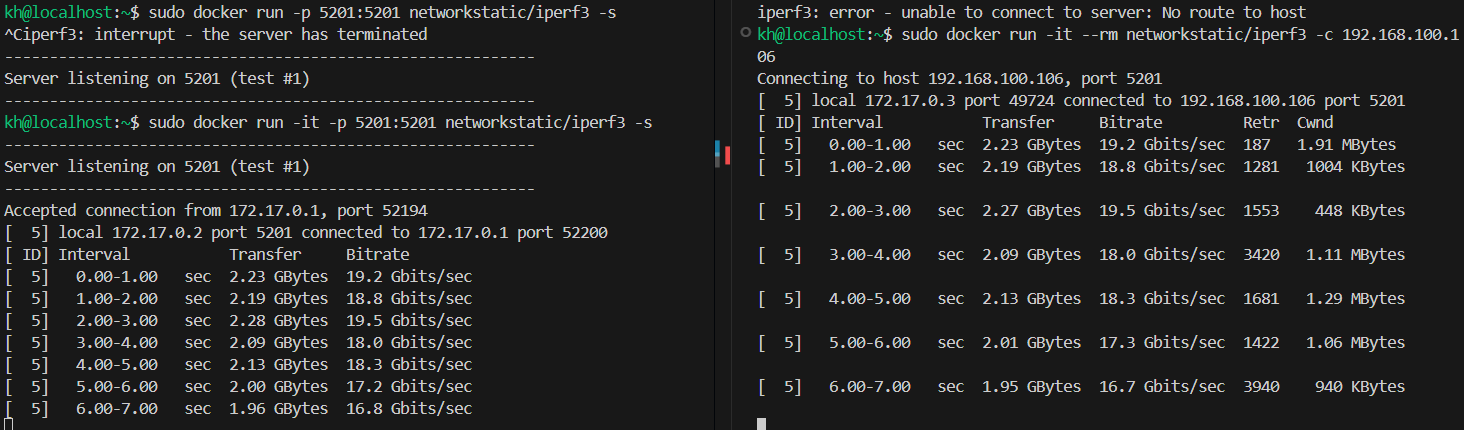 kh@localhost:~$ sudo docker run -p 5201:5201 networkstatic/iperf3 -s
^Ciperf3: interrupt - the server has terminated
-----------------------------------------------------------
Server listening on 5201 (test #1)
-----------------------------------------------------------
kh@localhost:~$ sudo docker run -it -p 5201:5201 networkstatic/iperf3 -s
-----------------------------------------------------------
Server listening on 5201 (test #1)
-----------------------------------------------------------
Accepted connection from 172.17.0.1, port 52194
[  5] local 172.17.0.2 port 5201 connected to 172.17.0.1 port 52200
[ ID] Interval           Transfer     Bitrate
[  5]   0.00-1.00   sec  2.23 GBytes  19.2 Gbits/sec
[  5]   1.00-2.00   sec  2.19 GBytes  18.8 Gbits/sec
[  5]   2.00-3.00   sec  2.28 GBytes  19.5 Gbits/sec
[  5]   3.00-4.00   sec  2.09 GBytes  18.0 Gbits/sec
[  5]   4.00-5.00   sec  2.13 GBytes  18.3 Gbits/sec
[  5]   5.00-6.00   sec  2.00 GBytes  17.2 Gbits/sec
[  5]   6.00-7.00   sec  1.96 GBytes  16.8 Gbits/sec
iperf3: error - unable to connect to server: No route to host
kh@localhost:~$ sudo docker run -it --rm networkstatic/iperf3 -c 192.168.100.1
06
Connecting to host 192.168.100.106, port 5201
[  5] local 172.17.0.3 port 49724 connected to 192.168.100.106 port 5201
[ ID] Interval           Transfer     Bitrate         Retr  Cwnd
[  5]   0.00-1.00   sec  2.23 GBytes  19.2 Gbits/sec  187   1.91 MBytes
[  5]   1.00-2.00   sec  2.19 GBytes  18.8 Gbits/sec  1281   1004 KBytes
[  5]   2.00-3.00   sec  2.27 GBytes  19.5 Gbits/sec  1553    448 KBytes
[  5]   3.00-4.00   sec  2.09 GBytes  18.0 Gbits/sec  3420   1.11 MBytes
[  5]   4.00-5.00   sec  2.13 GBytes  18.3 Gbits/sec  1681   1.29 MBytes
[  5]   5.00-6.00   sec  2.01 GBytes  17.3 Gbits/sec  1422   1.06 MBytes
[  5]   6.00-7.00   sec  1.95 GBytes  16.7 Gbits/sec  3940    940 KBytes